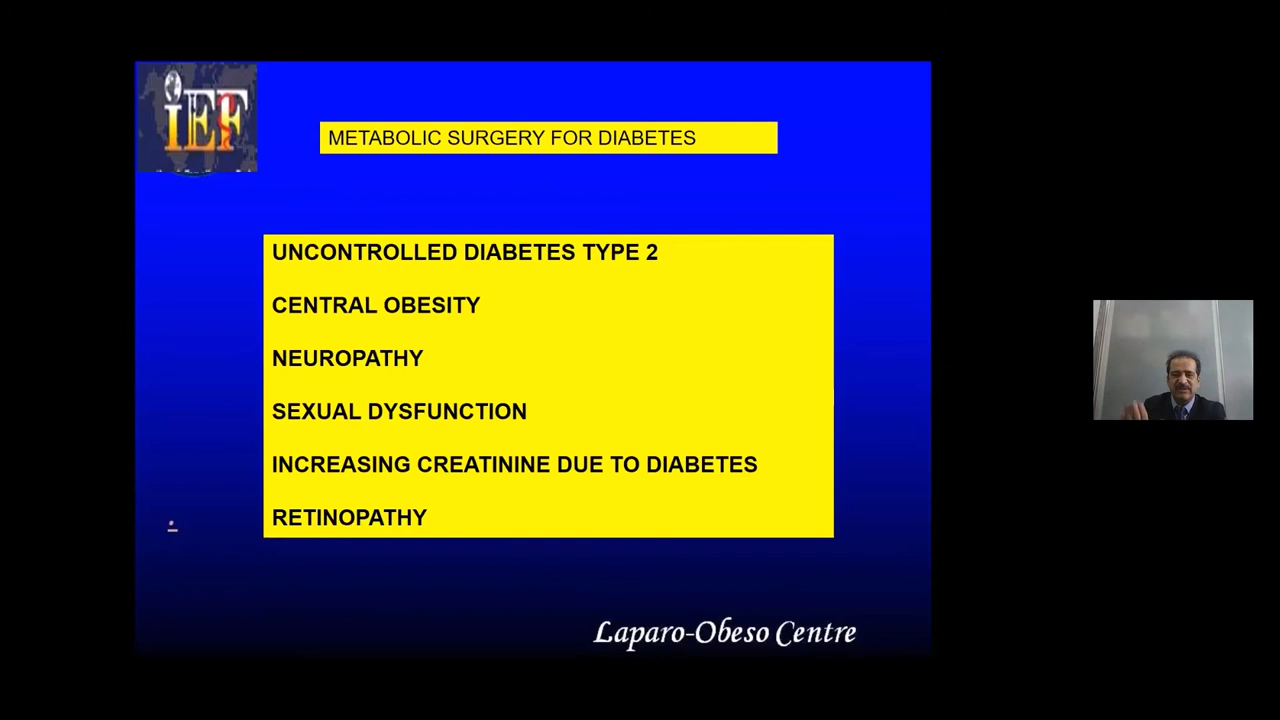 iEF
METABOLIC SURGERY FOR DIABETES
UNCONTROLLED DIABETES TYPE 2
CENTRAL OBESITY
NEUROPATHY
SEXUAL DYSFUNCTION
INCREASING CREATININE DUE TO DIABETES
RETINOPATHY
Laparo-Obeso Centre